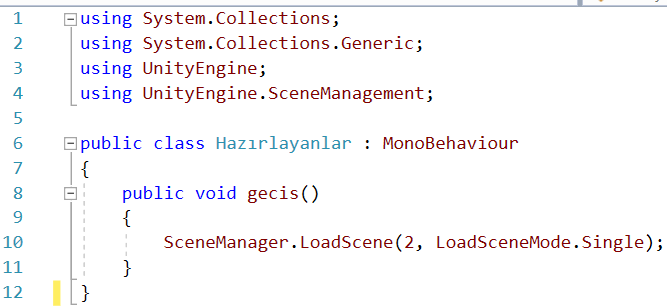 1 using System.Collections;
2 using System.Collections.Generic;
3 using UnityEngine;
4 using UnityEngine.SceneManagement;
5
6 public class Hazırlayanlar : MonoBehaviour
7 {
8     public void gecis()
9     {
10         SceneManager.LoadScene(2, LoadSceneMode.Single);
11     }
12 }